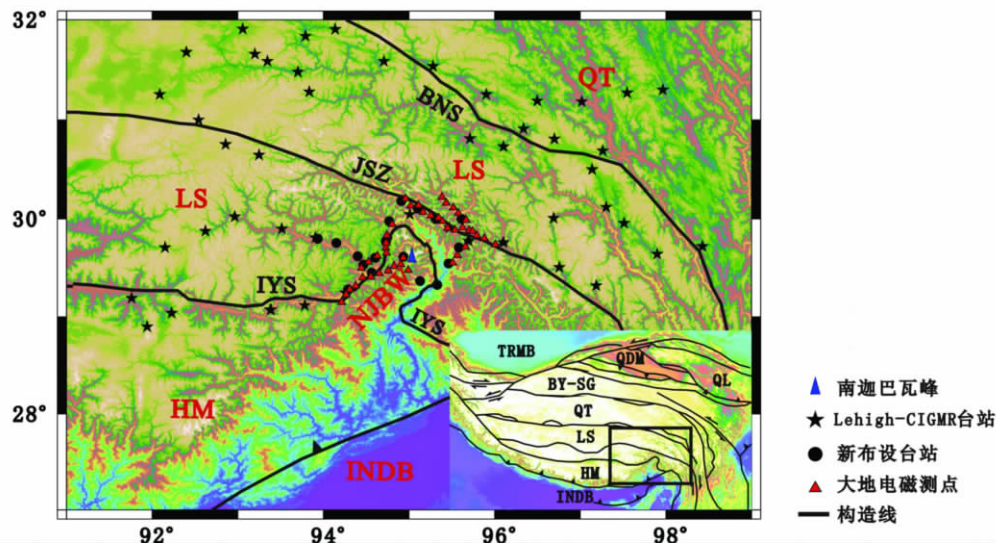 32°
QT
BNS
JSZ
LS
LS
30°
IYS
NJBW
IYS
HM
28°
INDB
TRMB
QDM
QL
BY-SG
QT
LS
HM
INDB
南迦巴瓦峰
Lehigh-CIGMR台站
新布设台站
大地电磁测点
构造线
92°
94°
96°
98°